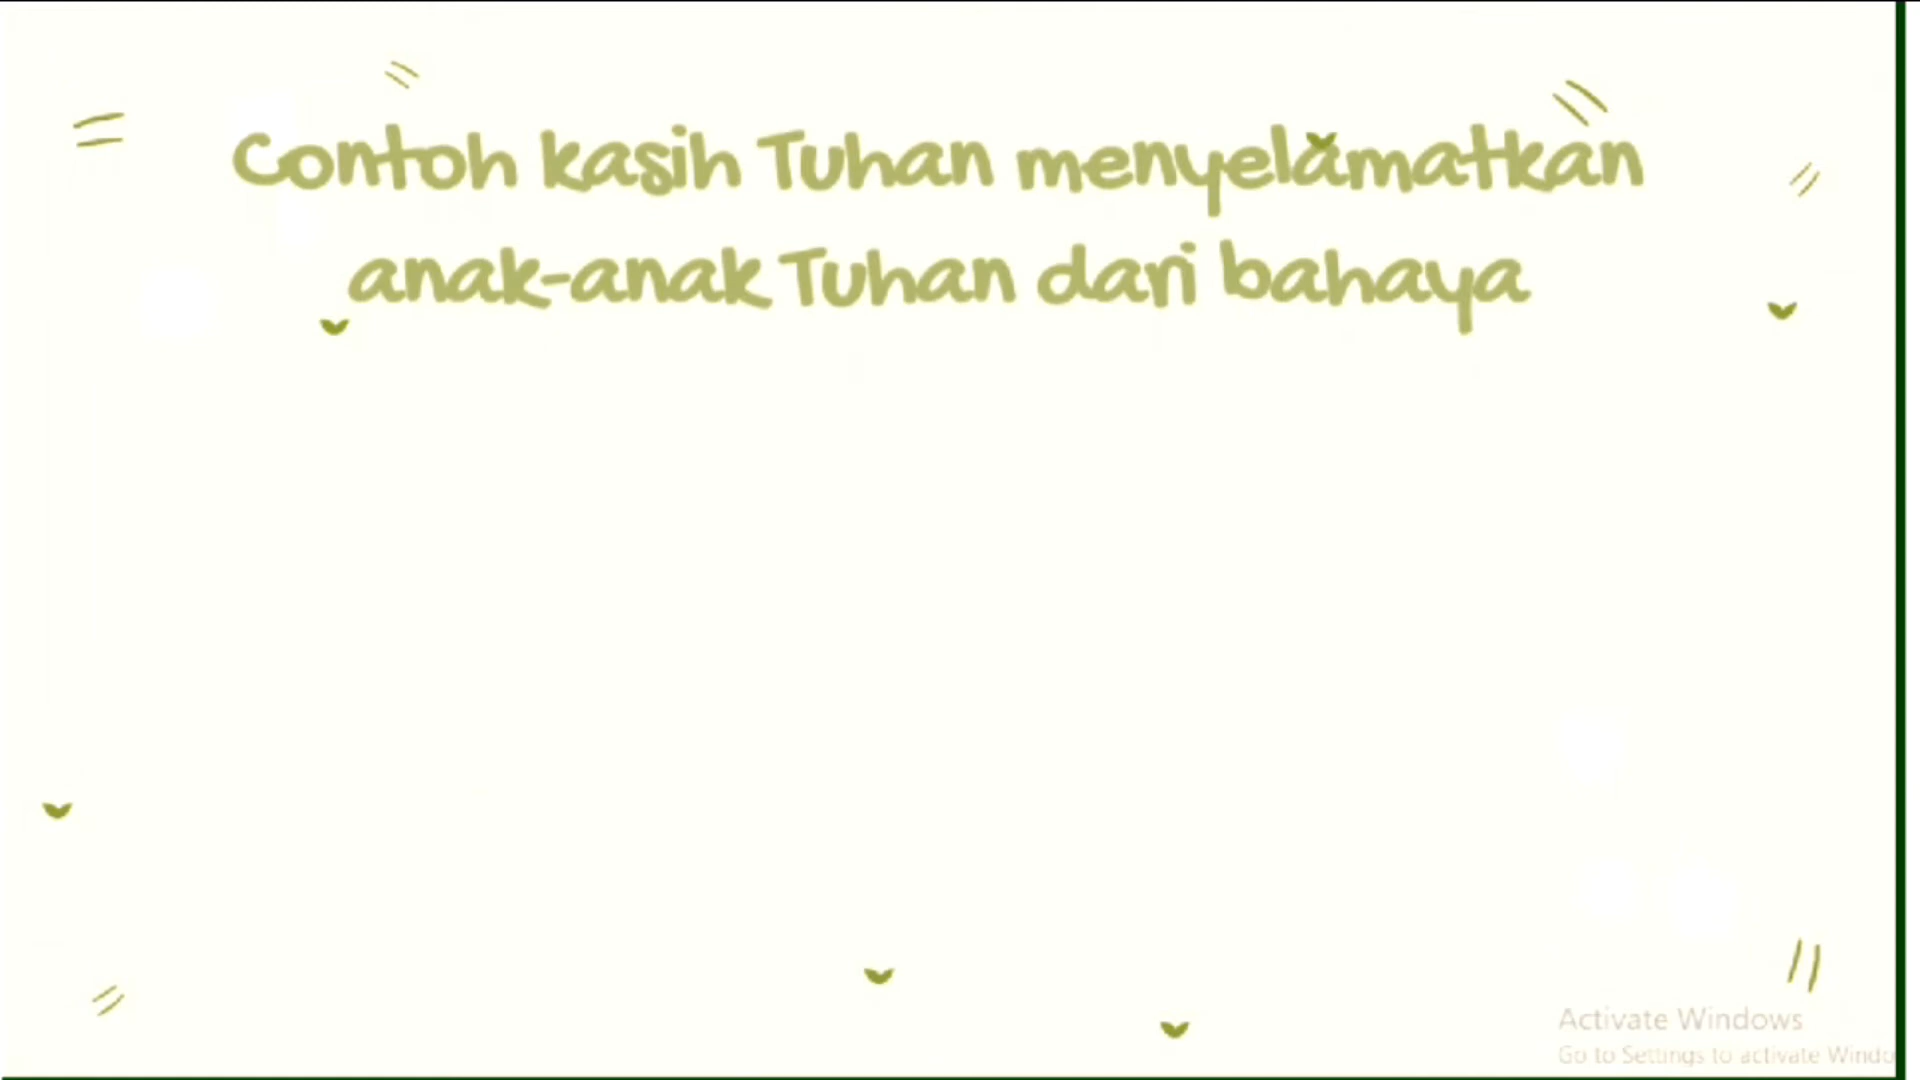 Contoh kasih Tuhan menyelamatkan
anak-anak Tuhan dari bahaya
Activate Windows
Go to Settings to activate Windo